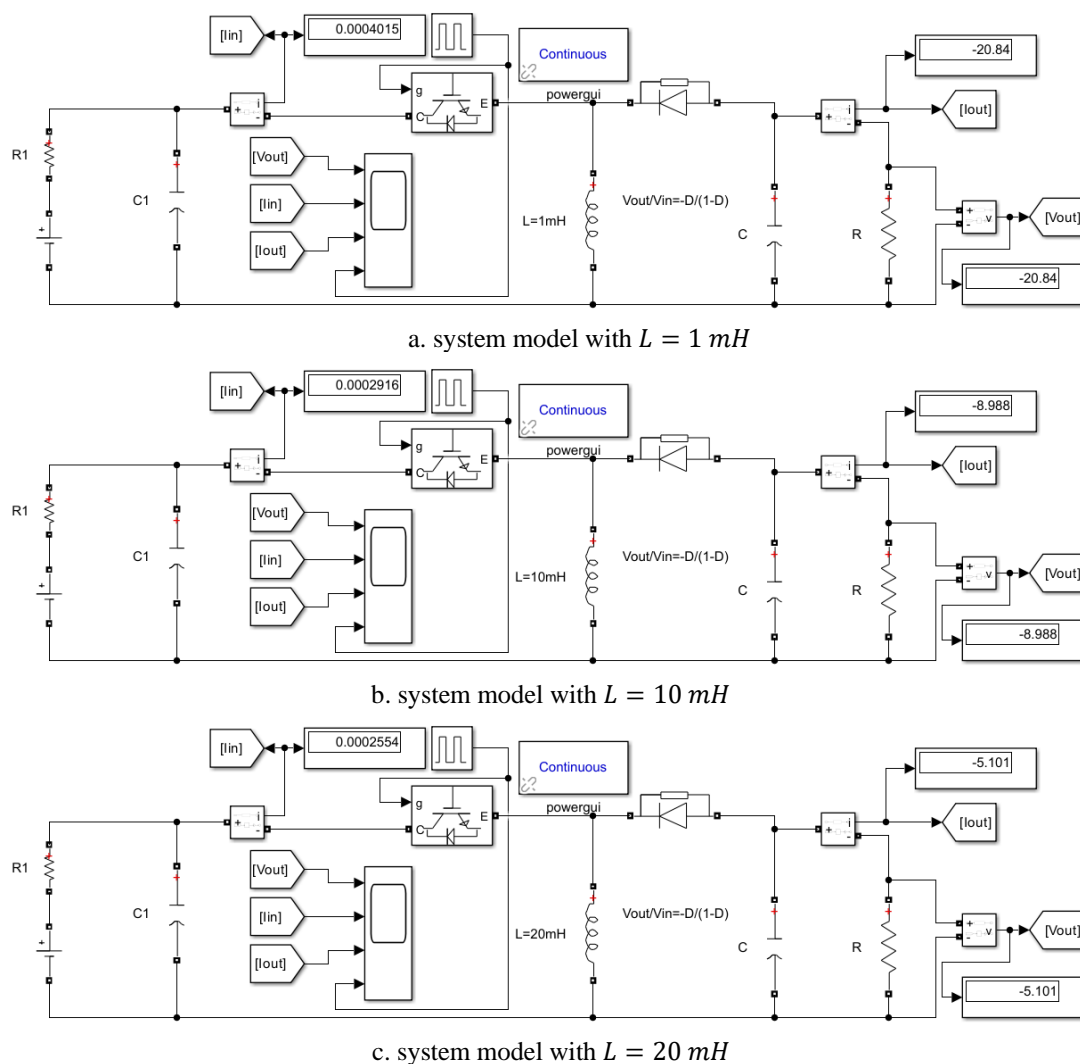 [Iin]
0.0004015
Continuous
-20.84
powergui
g
C
E
i
+
-
+
i
-
[Iout]
R1
+
C1
[Vout]
[Iin]
[Iout]
L=1mH
Vout/Vin=-D/(1-D)
C
R
+
-
v
[Vout]
-20.84
a. system model with L = 1 mH
[Iin]
0.0002916
Continuous
-8.988
powergui
g
C
E
i
+
-
+
i
-
[Iout]
R1
+
C1
[Vout]
[Iin]
[Iout]
L=10mH
Vout/Vin=-D/(1-D)
C
R
+
-
v
[Vout]
-8.988
b. system model with L = 10 mH
[Iin]
0.0002554
Continuous
-5.101
powergui
g
C
E
i
+
-
+
i
-
[Iout]
R1
+
C1
[Vout]
[Iin]
[Iout]
L=20mH
Vout/Vin=-D/(1-D)
C
R
+
-
v
[Vout]
-5.101
c. system model with L = 20 mH